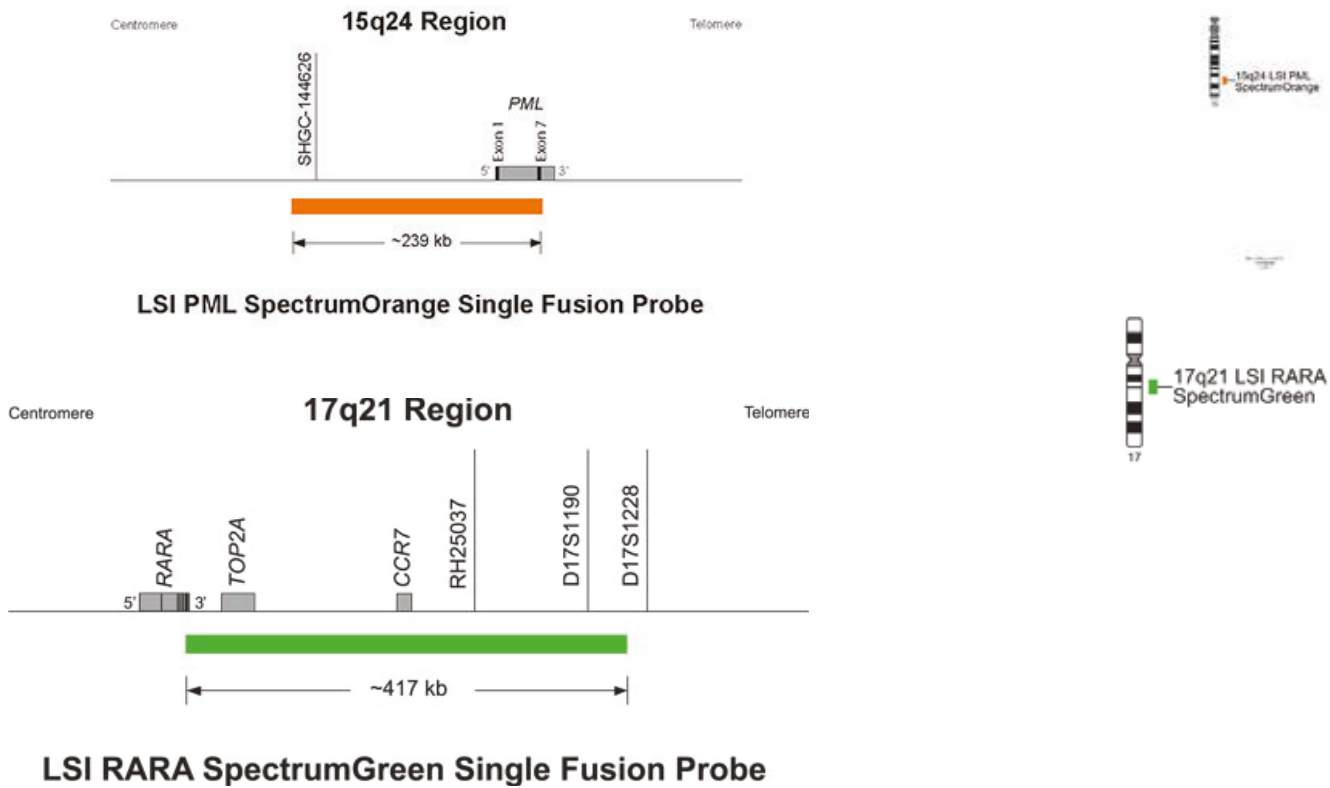 Centromere
15q24 Region
Telomere
SHGC-144626
PML
Exon 1
Exon 7
5'
3'
~239 kb
LSI PML SpectrumOrange Single Fusion Probe
15q24 LSI PML
SpectrumOrange
Centromere
17q21 Region
Telomere
RARA
TOP2A
CCR7
RH25037
D17S1190
D17S1228
5'
3'
~417 kb
LSI RARA SpectrumGreen Single Fusion Probe
17q21 LSI RARA
SpectrumGreen
17